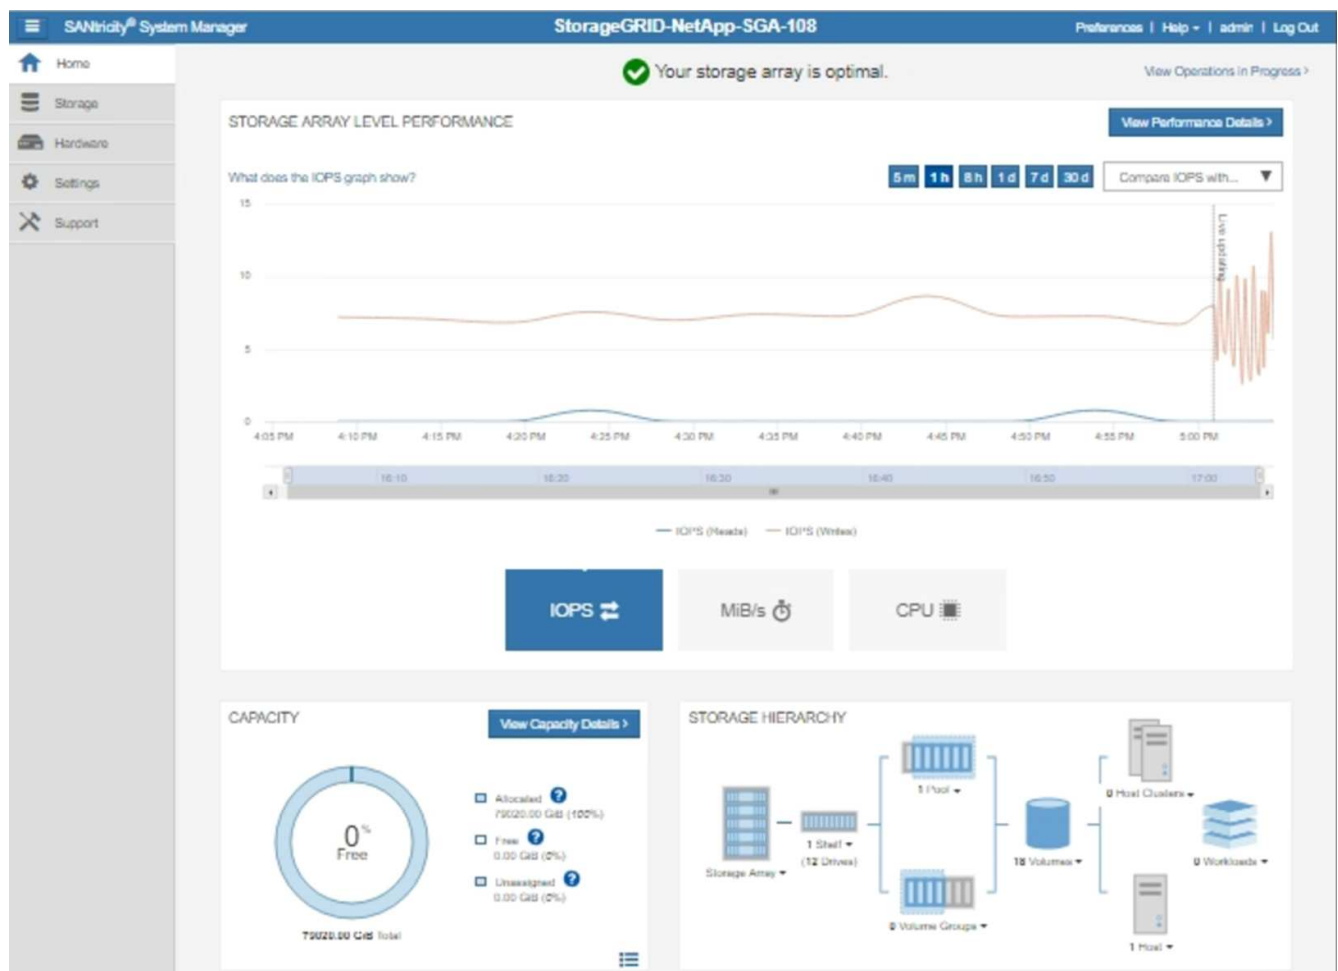 SANtricity® System Manager
StorageGRID-NetApp-SGA-108
Preferences | Help | admin | Log Out
Home
Storage
Hardware
Settings
Support
Your storage array is optimal.
View Operations in Progress >
STORAGE ARRAY LEVEL PERFORMANCE
View Performance Details >
What does the IOPS graph show?
5 m 1 h 8 h 1 d 7 d 30 d
Compare IOPS with...
15
10
5
0
Live updating
4:05 PM 4:10 PM 4:15 PM 4:20 PM 4:25 PM 4:30 PM 4:35 PM 4:40 PM 4:45 PM 4:50 PM 4:55 PM 5:00 PM
16:10 16:20 16:30 16:40 16:50 17:00
IOPS (Reads) IOPS (Writes)
IOPS
MiB/s
CPU
CAPACITY
View Capacity Details >
0%
Free
Allocated ?
79020.00 GiB (100%)
Free ?
0.00 GiB (0%)
Unassigned ?
0.00 GiB (0%)
79020.00 GiB Total
STORAGE HIERARCHY
Storage Array
1 Shelf
(12 Drives)
1 Pool
0 Volume Groups
18 Volumes
0 Host Clusters
1 Host
0 Workloads